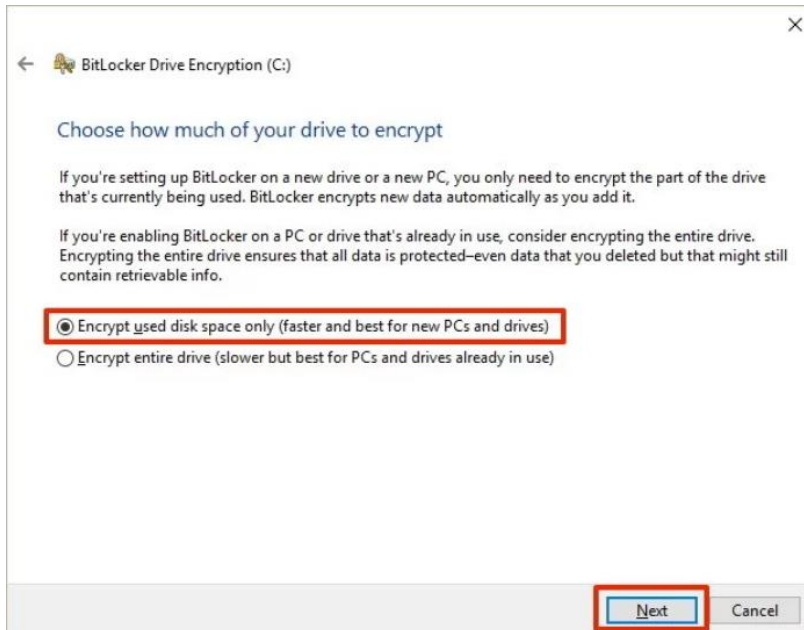 BitLocker Drive Encryption (C:)
Choose how much of your drive to encrypt
If you're setting up BitLocker on a new drive or a new PC, you only need to encrypt the part of the drive
that's currently being used. BitLocker encrypts new data automatically as you add it.
If you're enabling BitLocker on a PC or drive that's already in use, consider encrypting the entire drive.
Encrypting the entire drive ensures that all data is protected–even data that you deleted but that might still
contain retrievable info.
Encrypt used disk space only (faster and best for new PCs and drives)
Encrypt entire drive (slower but best for PCs and drives already in use)
Next Cancel